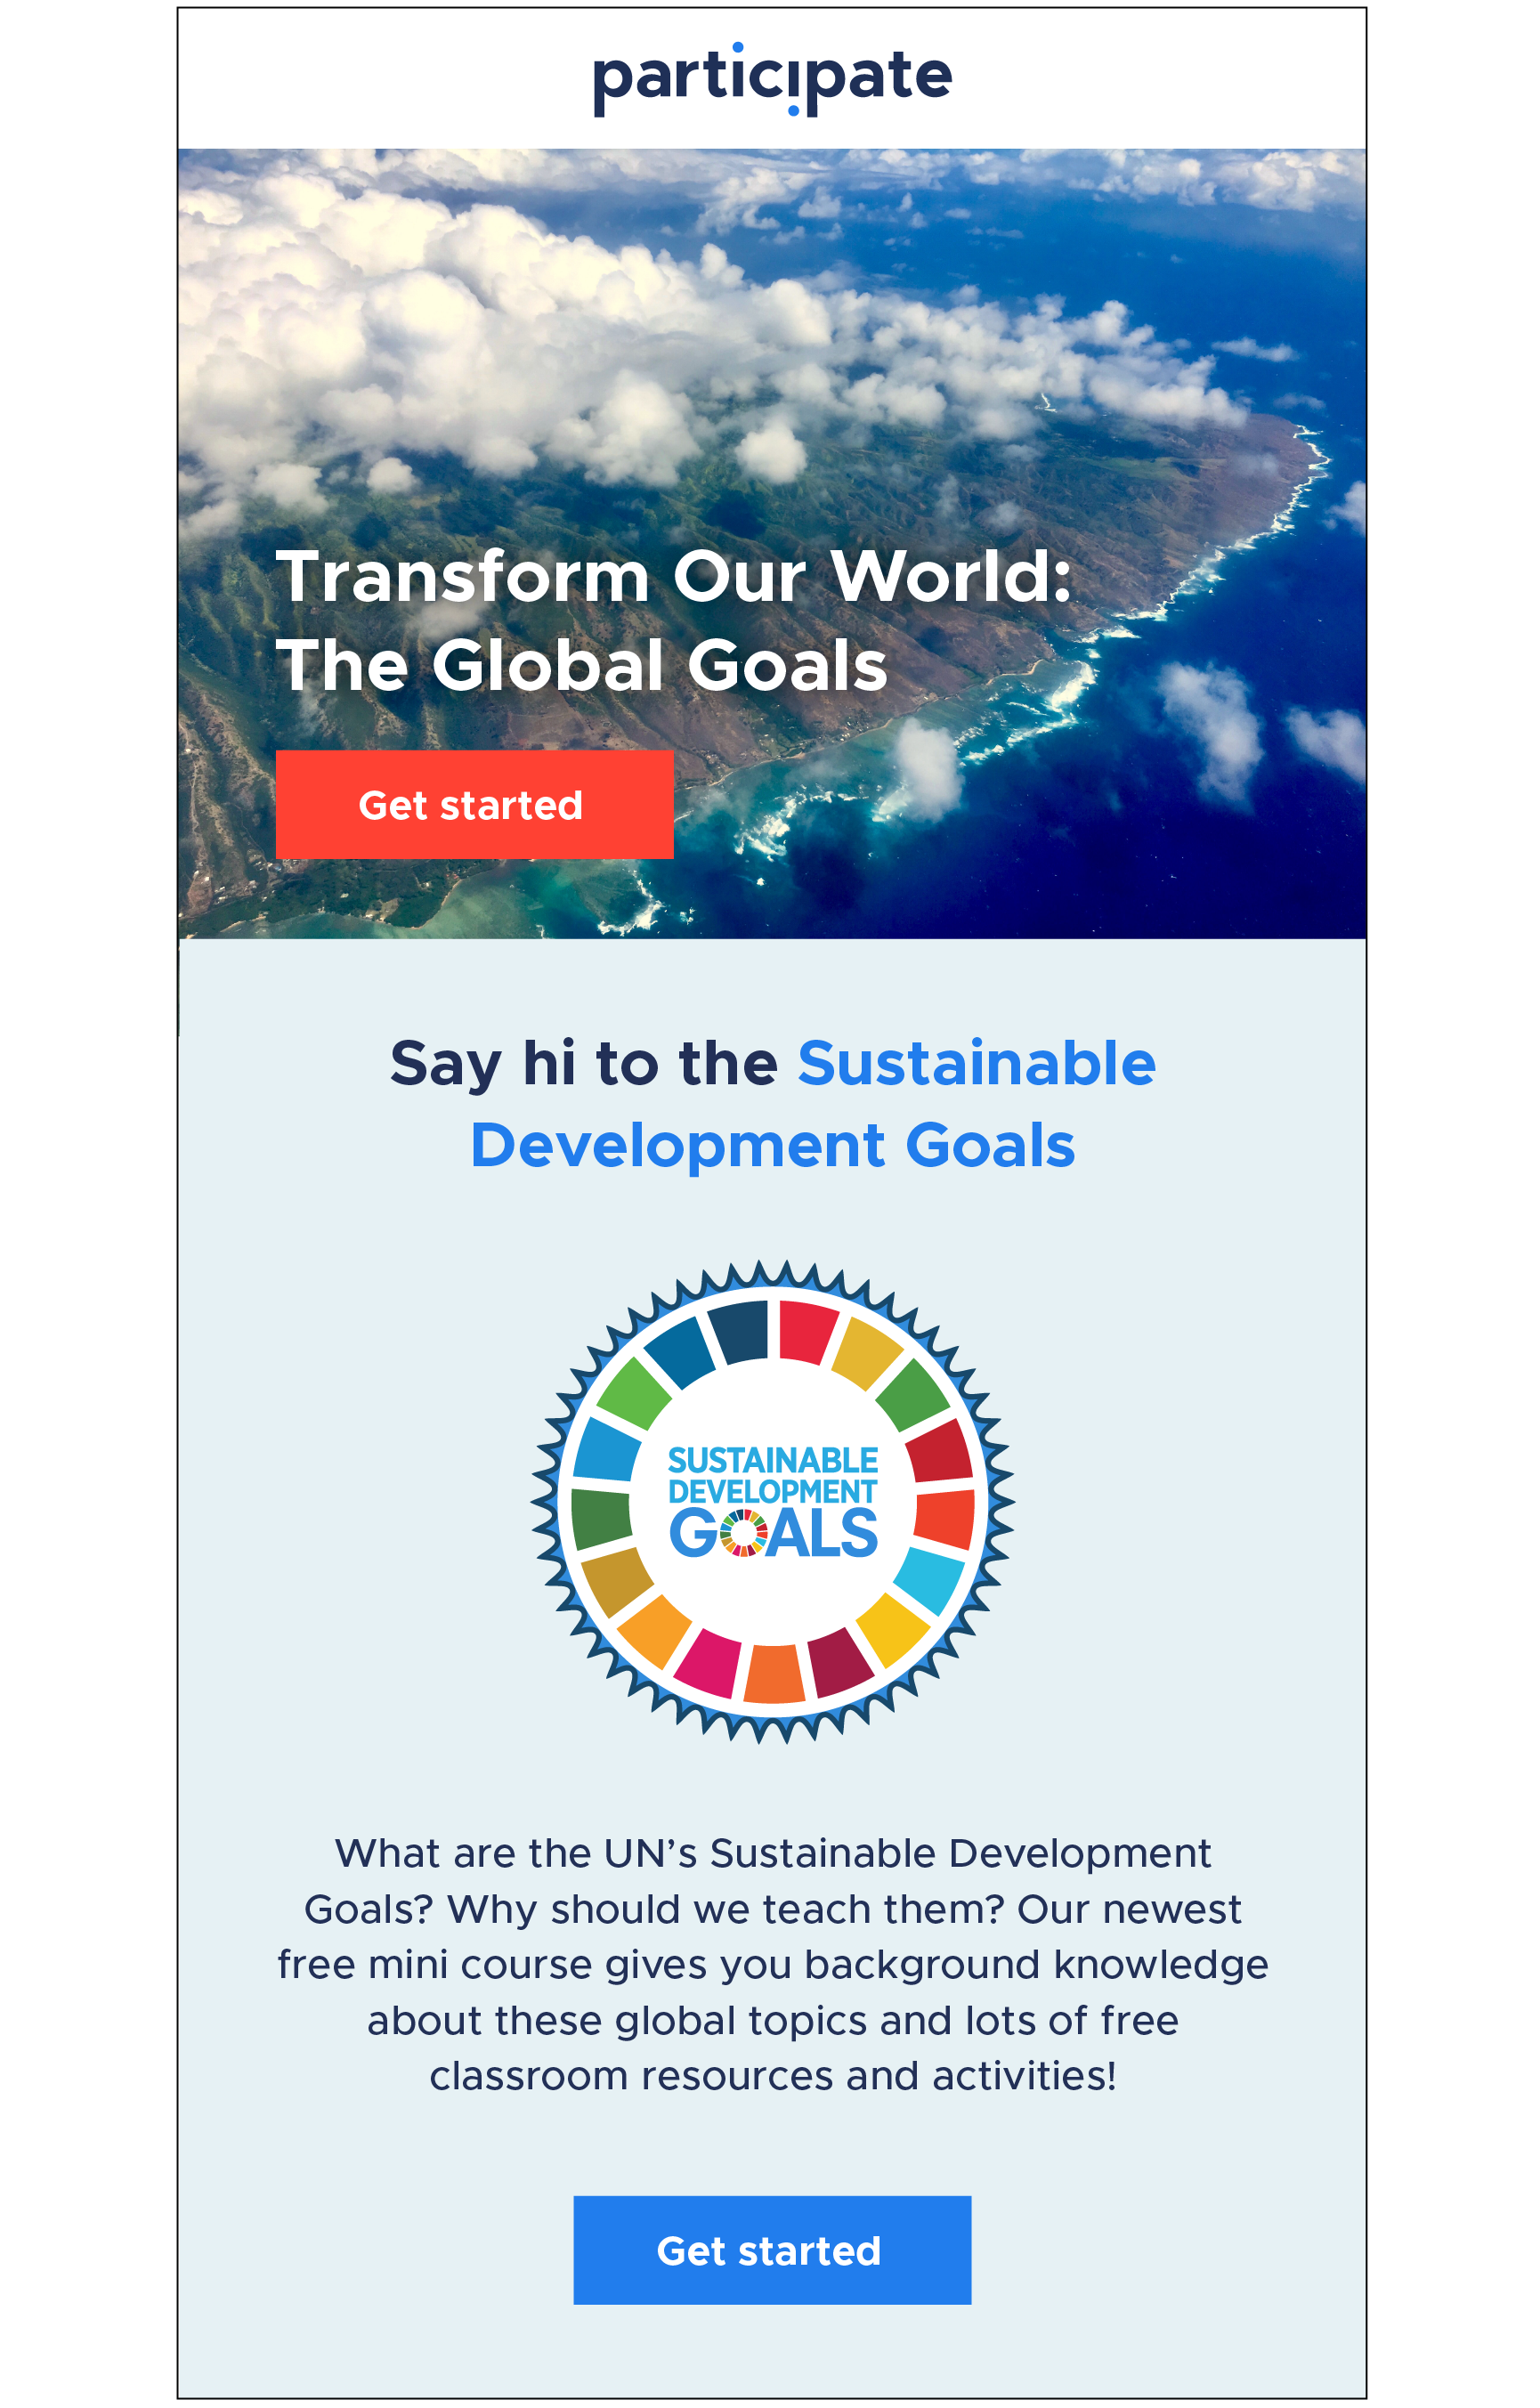 participate
Transform Our World:
The Global Goals
Get started
Say hi to the Sustainable
Development Goals
SUSTAINABLE
DEVELOPMENT
GOALS
What are the UN’s Sustainable Development
Goals? Why should we teach them? Our newest
free mini course gives you background knowledge
about these global topics and lots of free
classroom resources and activities!
Get started